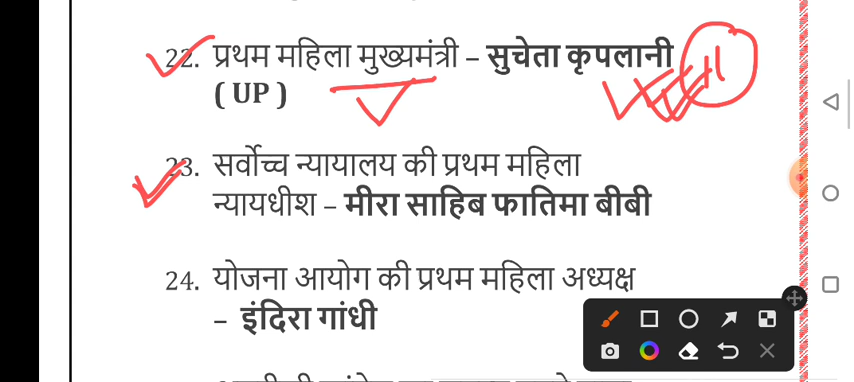 22. प्रथम महिला मुख्यमंत्री – सुचेता कृपलानी
( UP )
23. सर्वोच्च न्यायालय की प्रथम महिला
न्यायधीश – मीरा साहिब फातिमा बीबी
24. योजना आयोग की प्रथम महिला अध्यक्ष
– इंदिरा गांधी